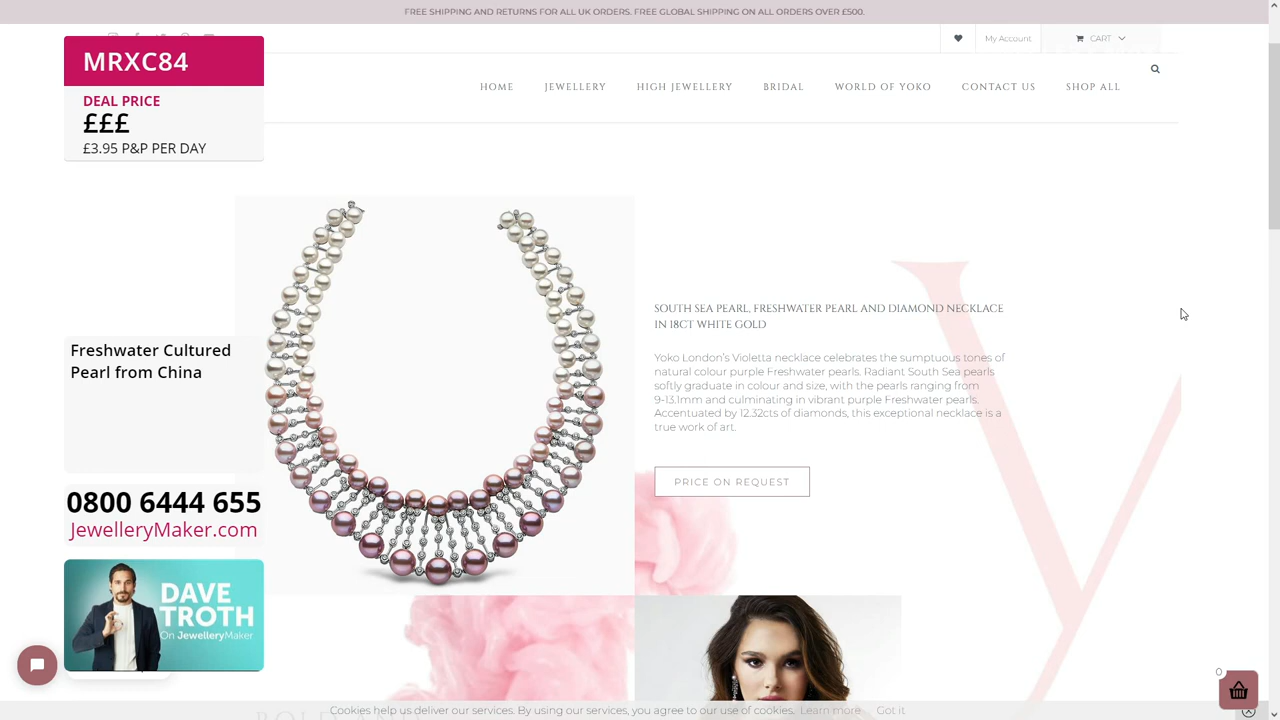 FREE SHIPPING AND RETURNS FOR ALL UK ORDERS. FREE GLOBAL SHIPPING ON ALL ORDERS OVER £500.
My Account
CART
MRXC84
DEAL PRICE
£££
£3.95 P&P PER DAY
HOME
JEWELLERY
HIGH JEWELLERY
BRIDAL
WORLD OF YOKO
CONTACT US
SHOP ALL
SOUTH SEA PEARL, FRESHWATER PEARL AND DIAMOND NECKLACE
IN 18CT WHITE GOLD
Yoko London's Violetta necklace celebrates the sumptuous tones of
natural colour purple Freshwater pearls. Radiant South Sea pearls
softly graduate in colour and size, with the pearls ranging from
9-13.1mm and culminating in vibrant purple Freshwater pearls.
Accentuated by 12.32cts of diamonds, this exceptional necklace is a
true work of art.
PRICE ON REQUEST
Freshwater Cultured
Pearl from China
0800 6444 655
JewelleryMaker.com
DAVE
TROTH
On JewelleryMaker
0
Cookies help us deliver our services. By using our services, you agree to our use of cookies. Learn more Got it